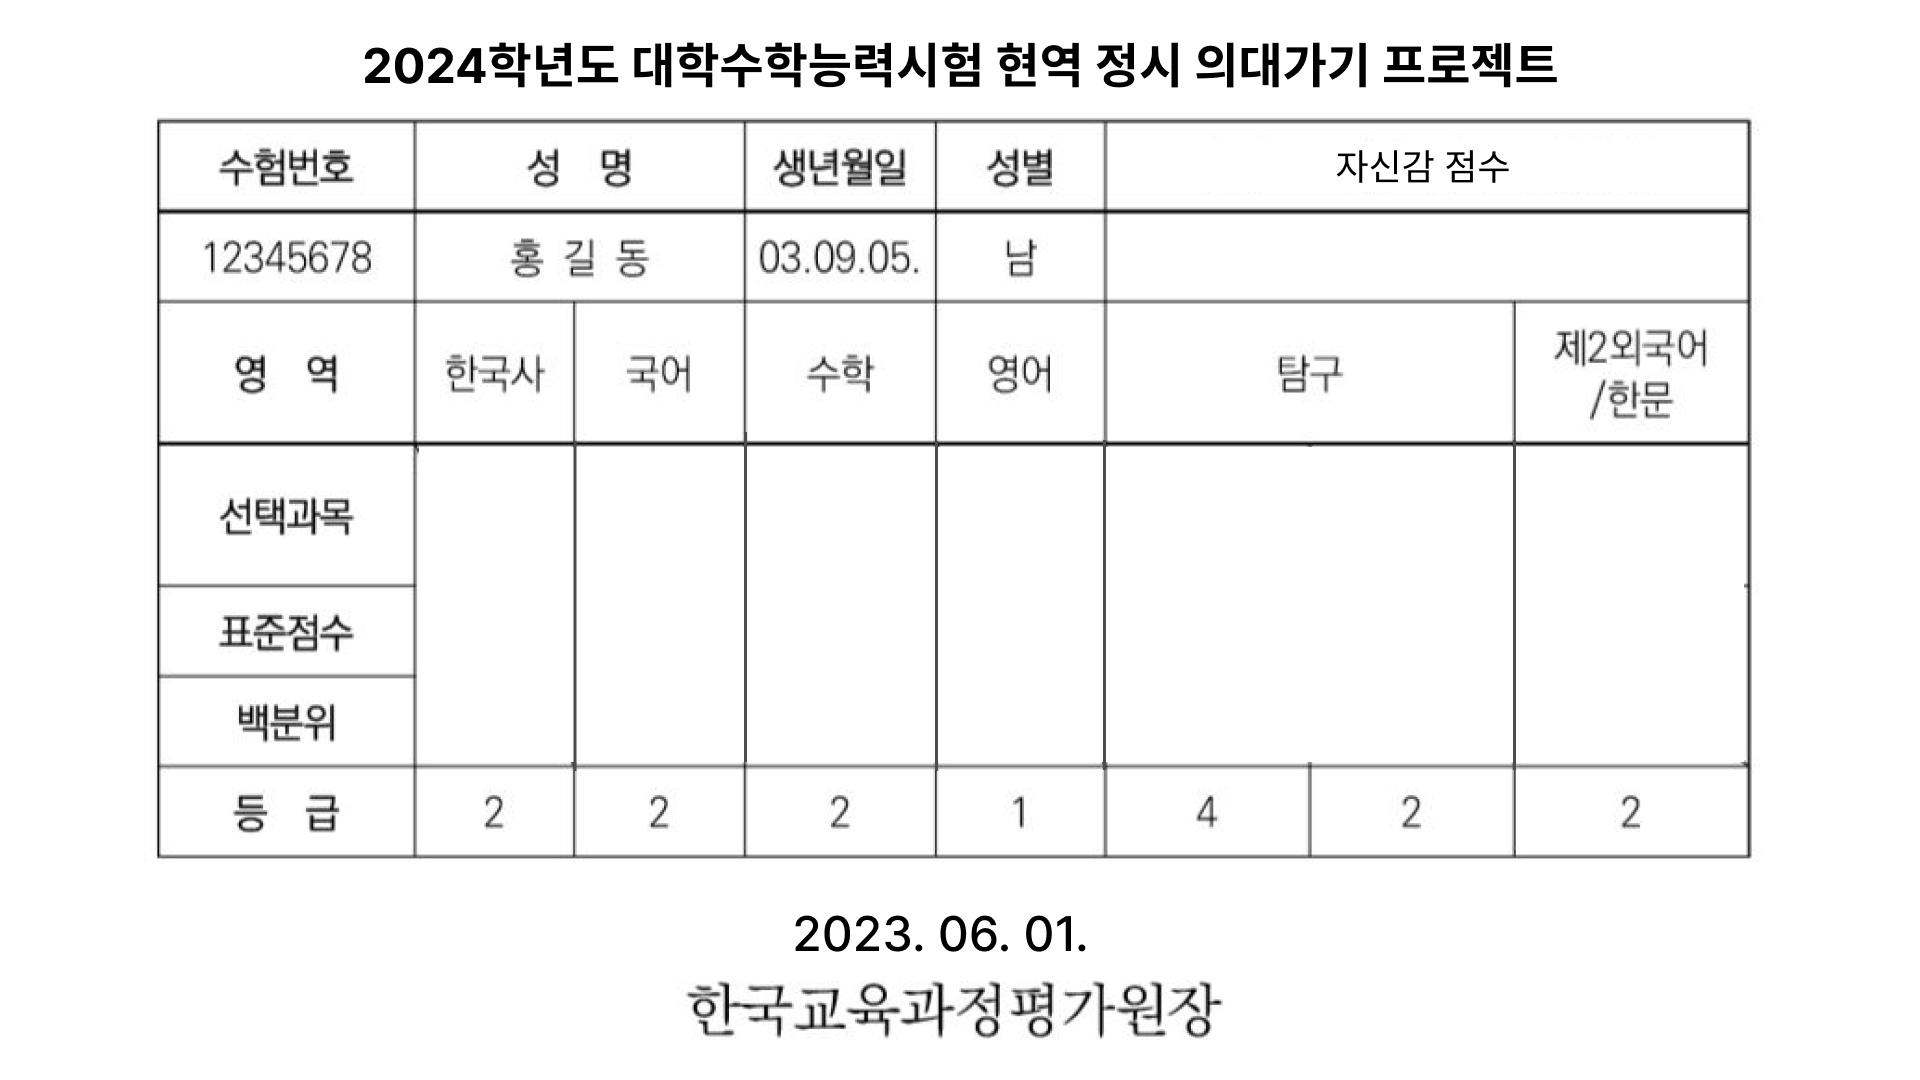 2024학년도 대학수학능력시험 현역 정시 의대가기 프로젝트
수험번호 성 명 생년월일 성별 자신감 점수
12345678 홍 길 동 03.09.05. 남
영 역 한국사 국어 수학 영어 탐구 제2외국어
/한문
선택과목
표준점수
백분위
등 급 2 2 2 1 4 2 2
2023. 06. 01.
한국교육과정평가원장